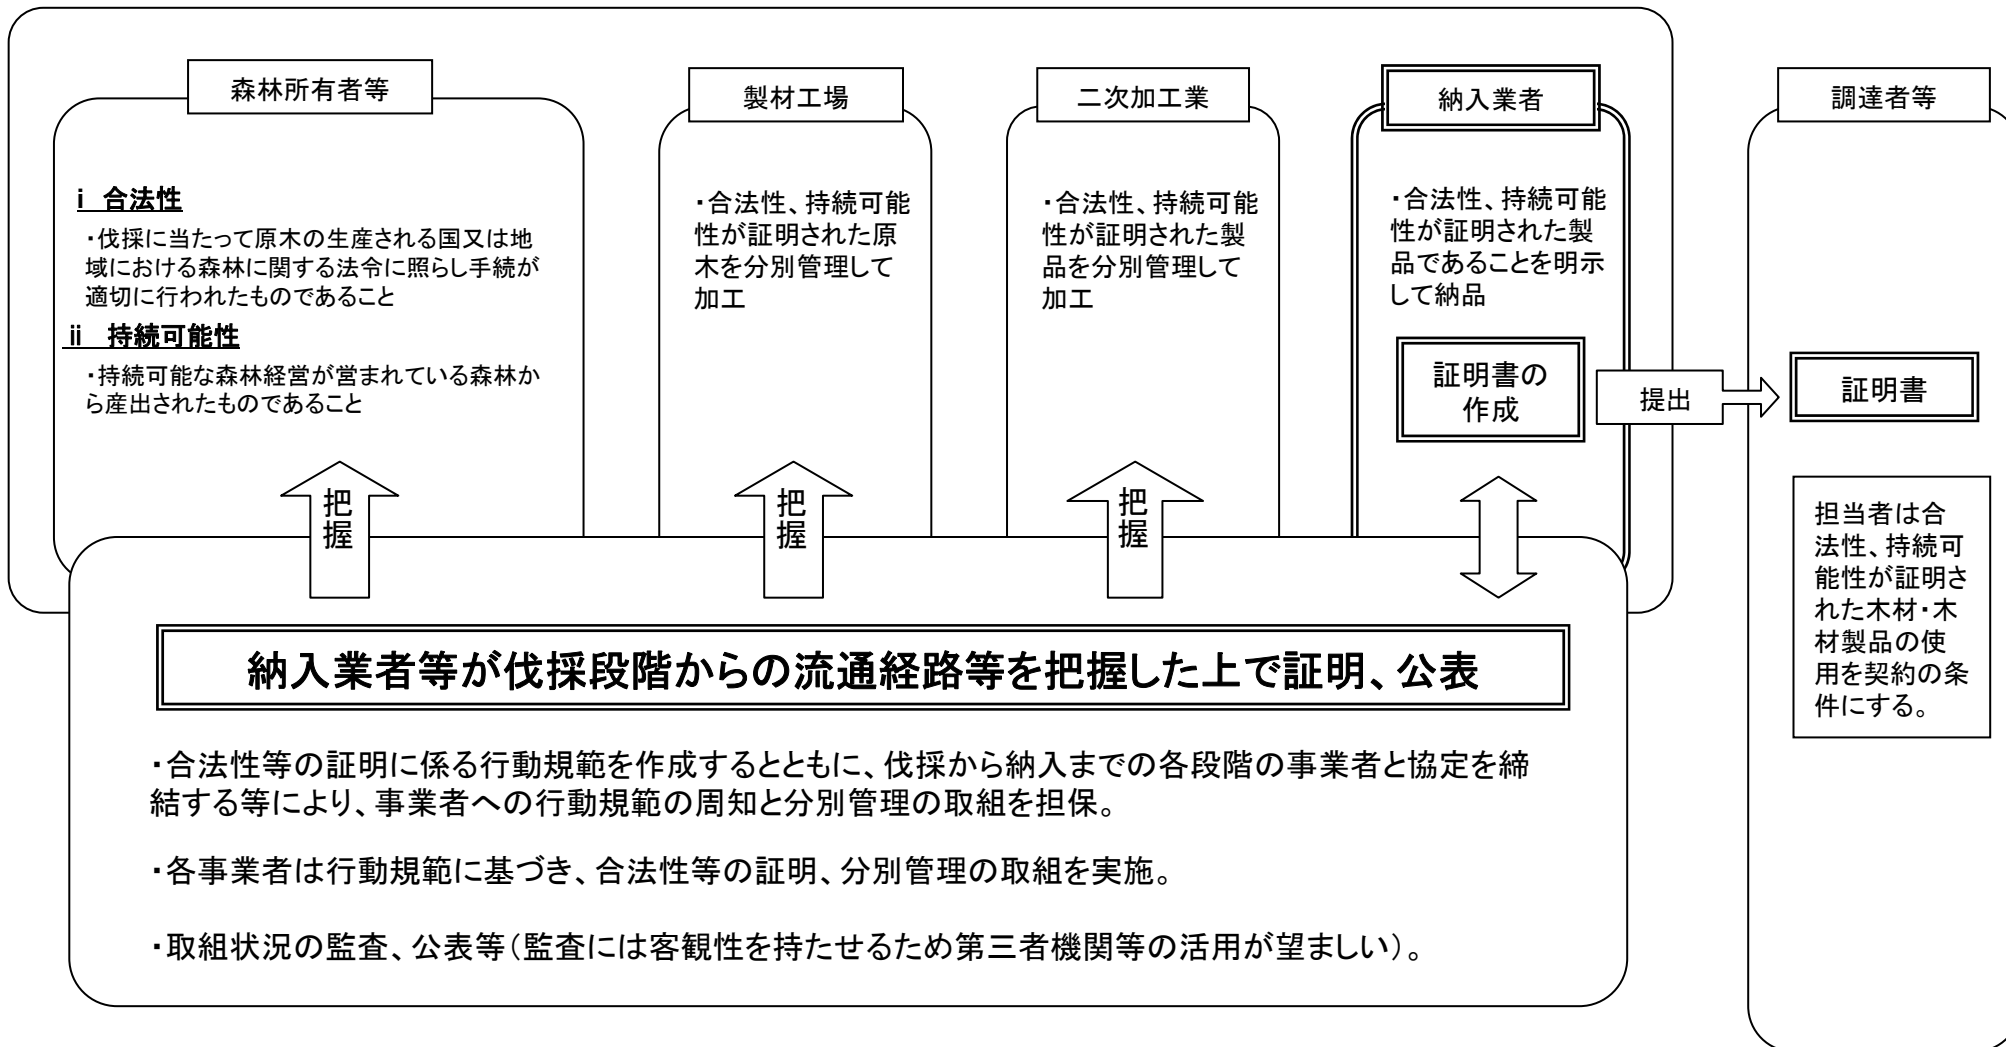 森林所有者等
i 合法性
・伐採に当たって原木の生産される国又は地
域における森林に関する法令に照らし手続が
適切に行われたものであること
ii 持続可能性
・持続可能な森林経営が営まれている森林か
ら産出されたものであること
把
握
製材工場
・合法性、持続可能
性が証明された原
木を分別管理して
加工
把
握
二次加工業
・合法性、持続可能
性が証明された製
品を分別管理して
加工
把
握
納入業者
・合法性、持続可能
性が証明された製
品であることを明示
して納品
証明書の
作成
提出
調達者等
証明書
担当者は合
法性、持続可
能性が証明さ
れた木材・木
材製品の使
用を契約の条
件にする。
納入業者等が伐採段階からの流通経路等を把握した上で証明、公表
・合法性等の証明に係る行動規範を作成するとともに、伐採から納入までの各段階の事業者と協定を締
結する等により、事業者への行動規範の周知と分別管理の取組を担保。
・各事業者は行動規範に基づき、合法性等の証明、分別管理の取組を実施。
・取組状況の監査、公表等（監査には客観性を持たせるため第三者機関等の活用が望ましい）。